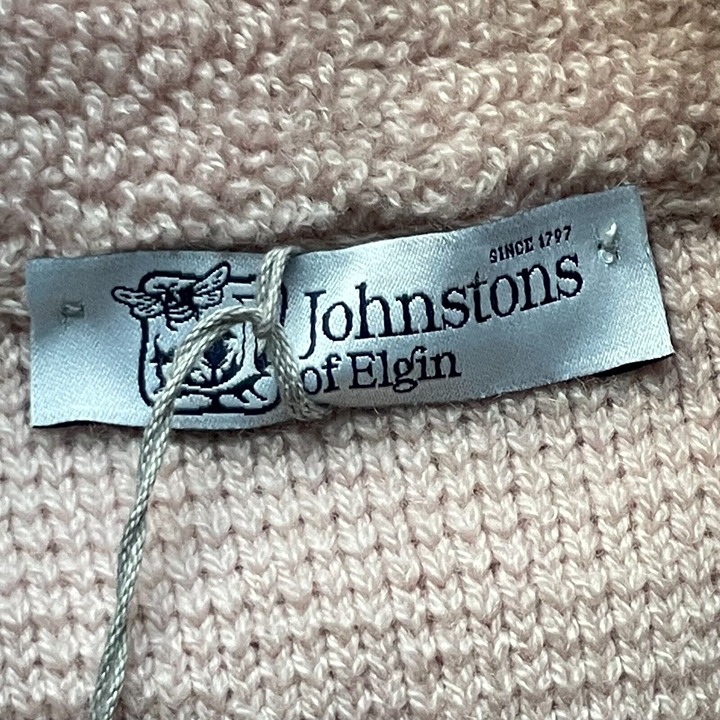 SINCE 1797
Johnstons
of Elgin